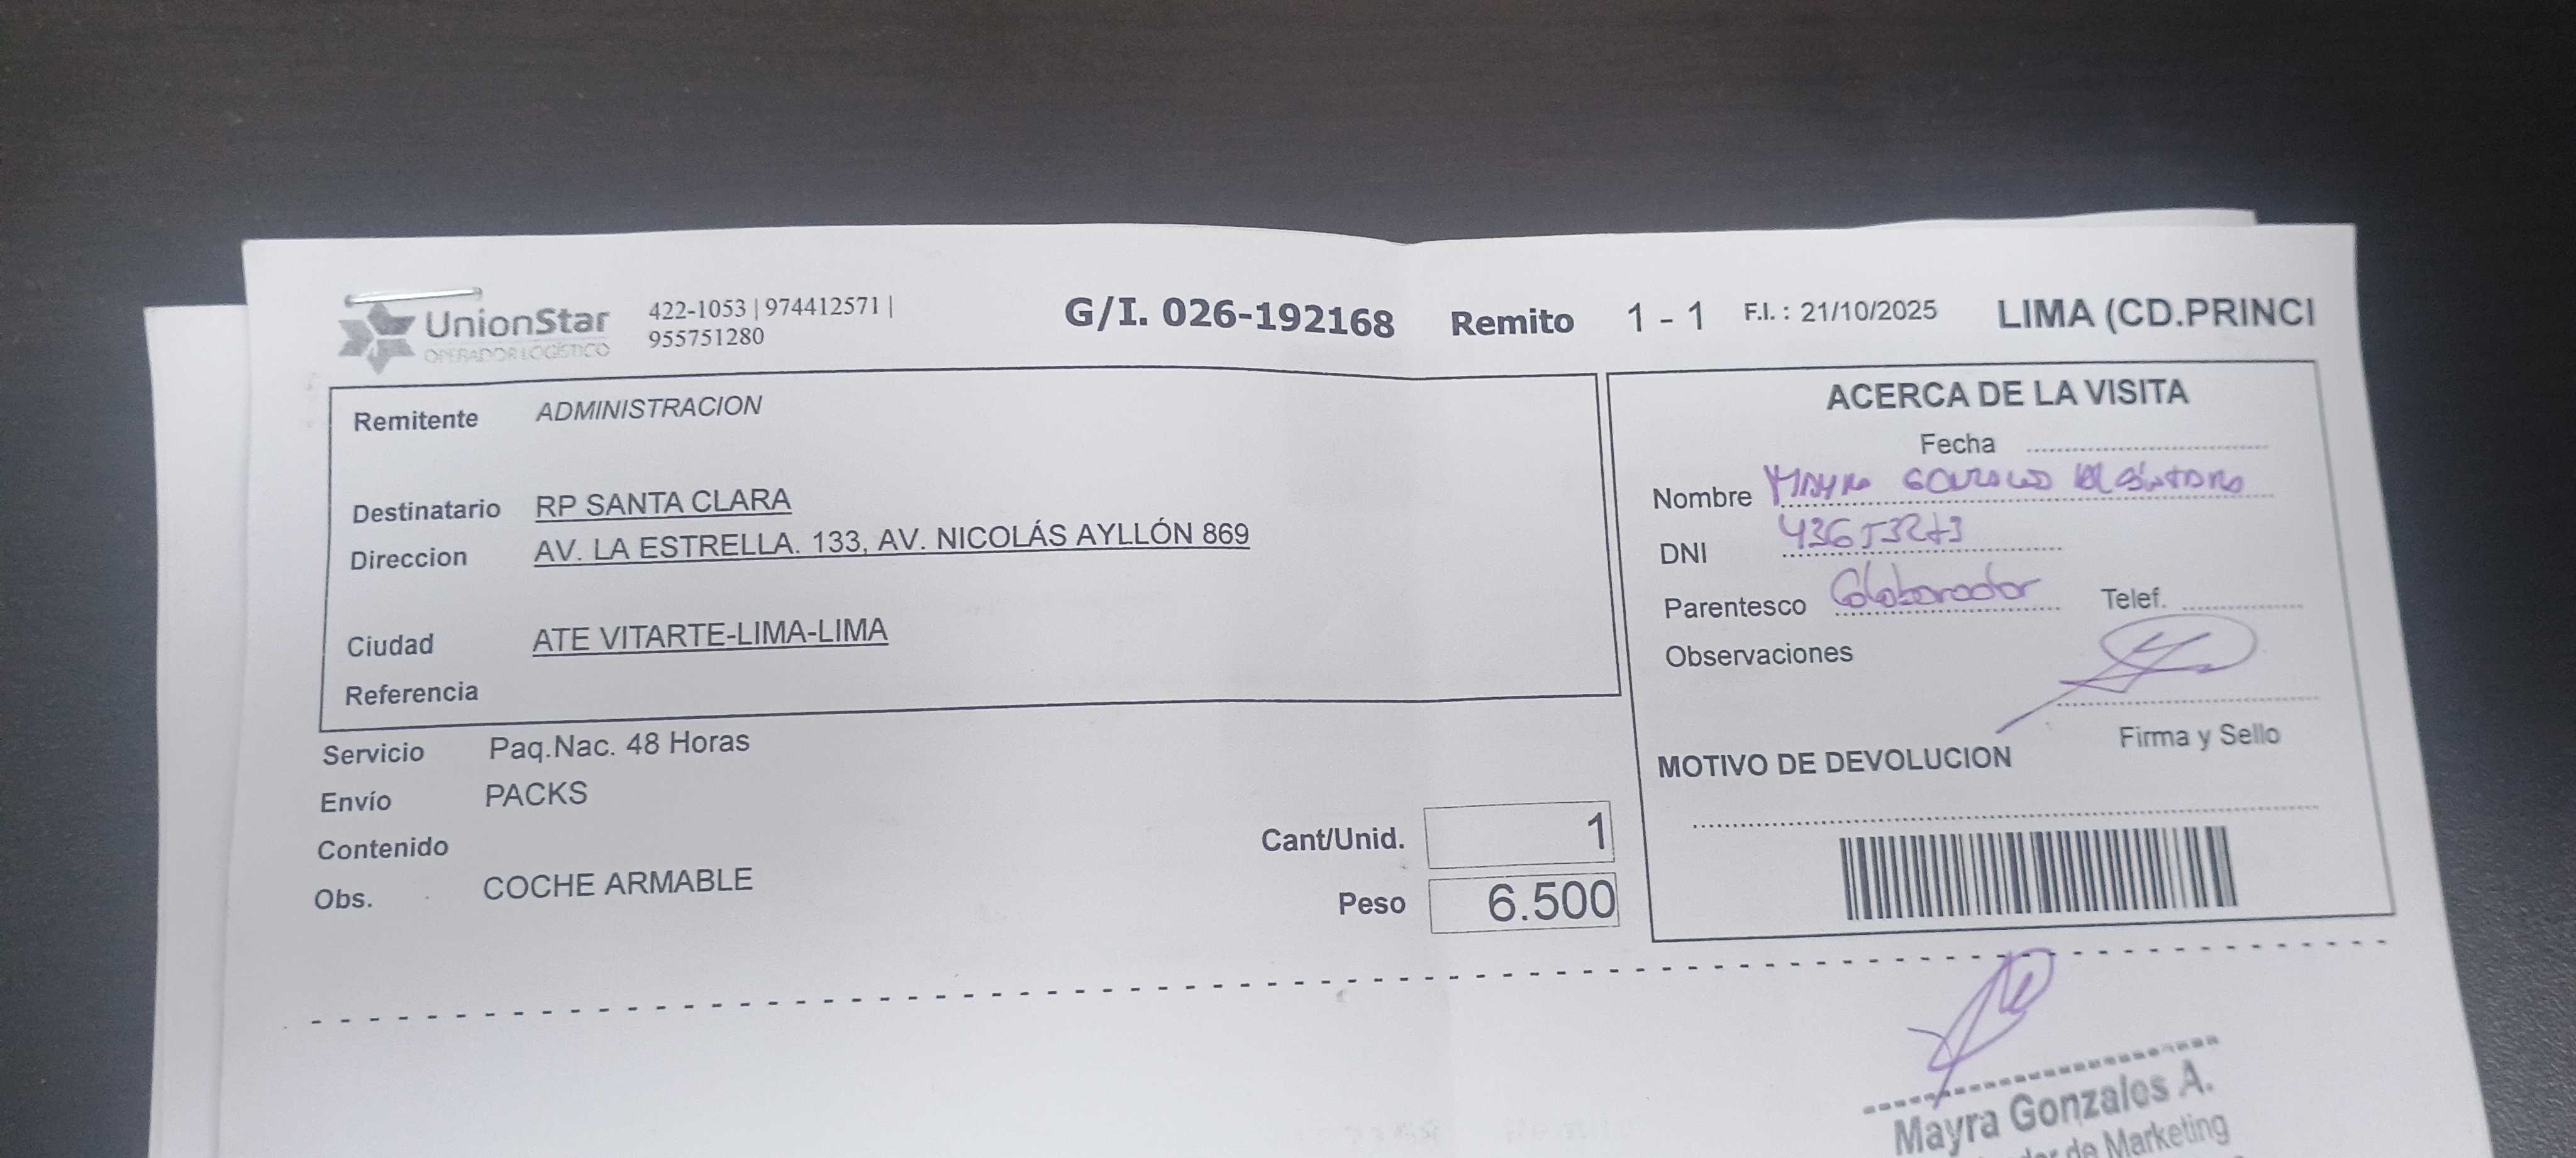 UnionStar
OPERADOR LOGÍSTICO
422-1053 | 974412571 |
955751280
G/I. 026-192168 Remito 1 - 1 F.I. : 21/10/2025 LIMA (CD.PRINCI
Remitente ADMINISTRACION
Destinatario RP SANTA CLARA
Direccion AV. LA ESTRELLA. 133, AV. NICOLÁS AYLLÓN 869
Ciudad ATE VITARTE-LIMA-LIMA
Referencia
Servicio Paq.Nac. 48 Horas
Envío PACKS
Contenido
Obs. COCHE ARMABLE
Cant/Unid. 1
Peso 6.500
ACERCA DE LA VISITA
Fecha
Nombre Mayra
DNI
Parentesco Colaborador Telef.
Observaciones
Firma y Sello
MOTIVO DE DEVOLUCION
Mayra Gonzales A.
de Marketing